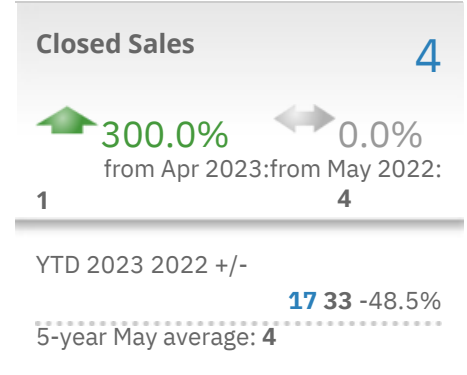 Closed Sales
4
300.0% 0.0%
from Apr 2023:from May 2022:
1 4
YTD 2023 2022 +/-
17 33 -48.5%
5-year May average: 4